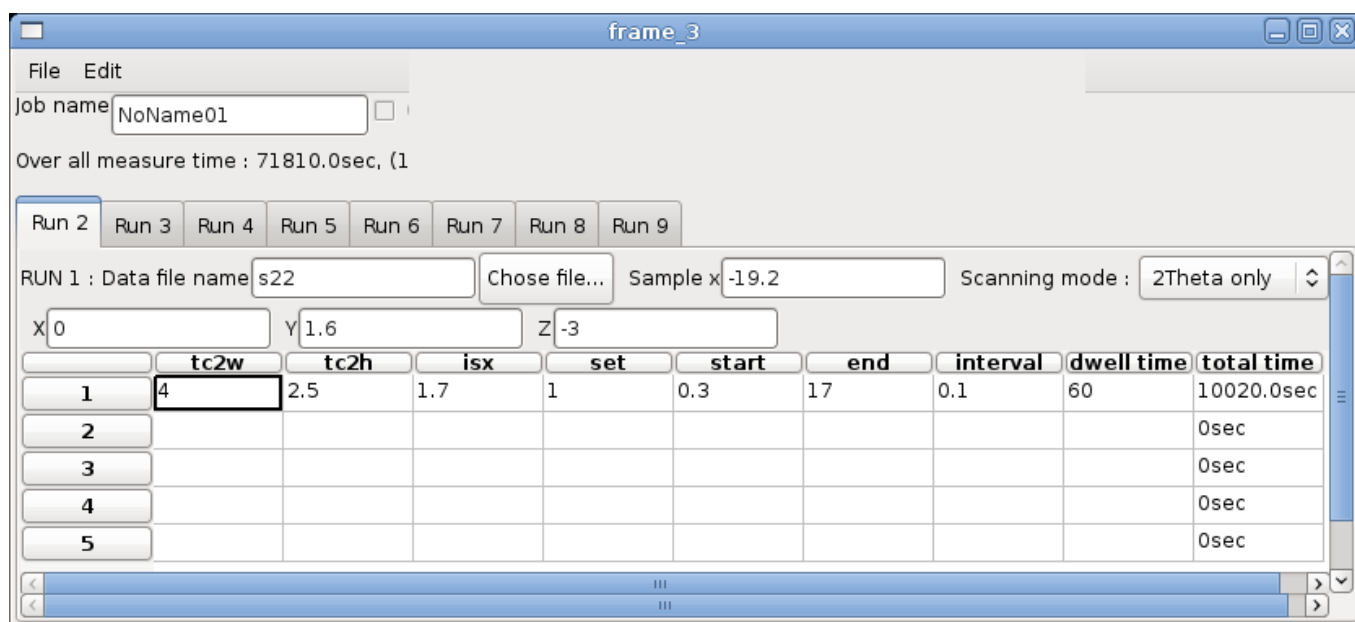 frame_3
File Edit
Job name NoName01
Over all measure time : 71810.0sec, (1
Run 2 Run 3 Run 4 Run 5 Run 6 Run 7 Run 8 Run 9
RUN 1 : Data file name s22 Chose file... Sample x -19.2 Scanning mode : 2Theta only
X 0 Y 1.6 Z -3
tc2w tc2h isx set start end interval dwell time total time
1 4 2.5 1.7 1 0.3 17 0.1 60 10020.0sec
2 0sec
3 0sec
4 0sec
5 0sec